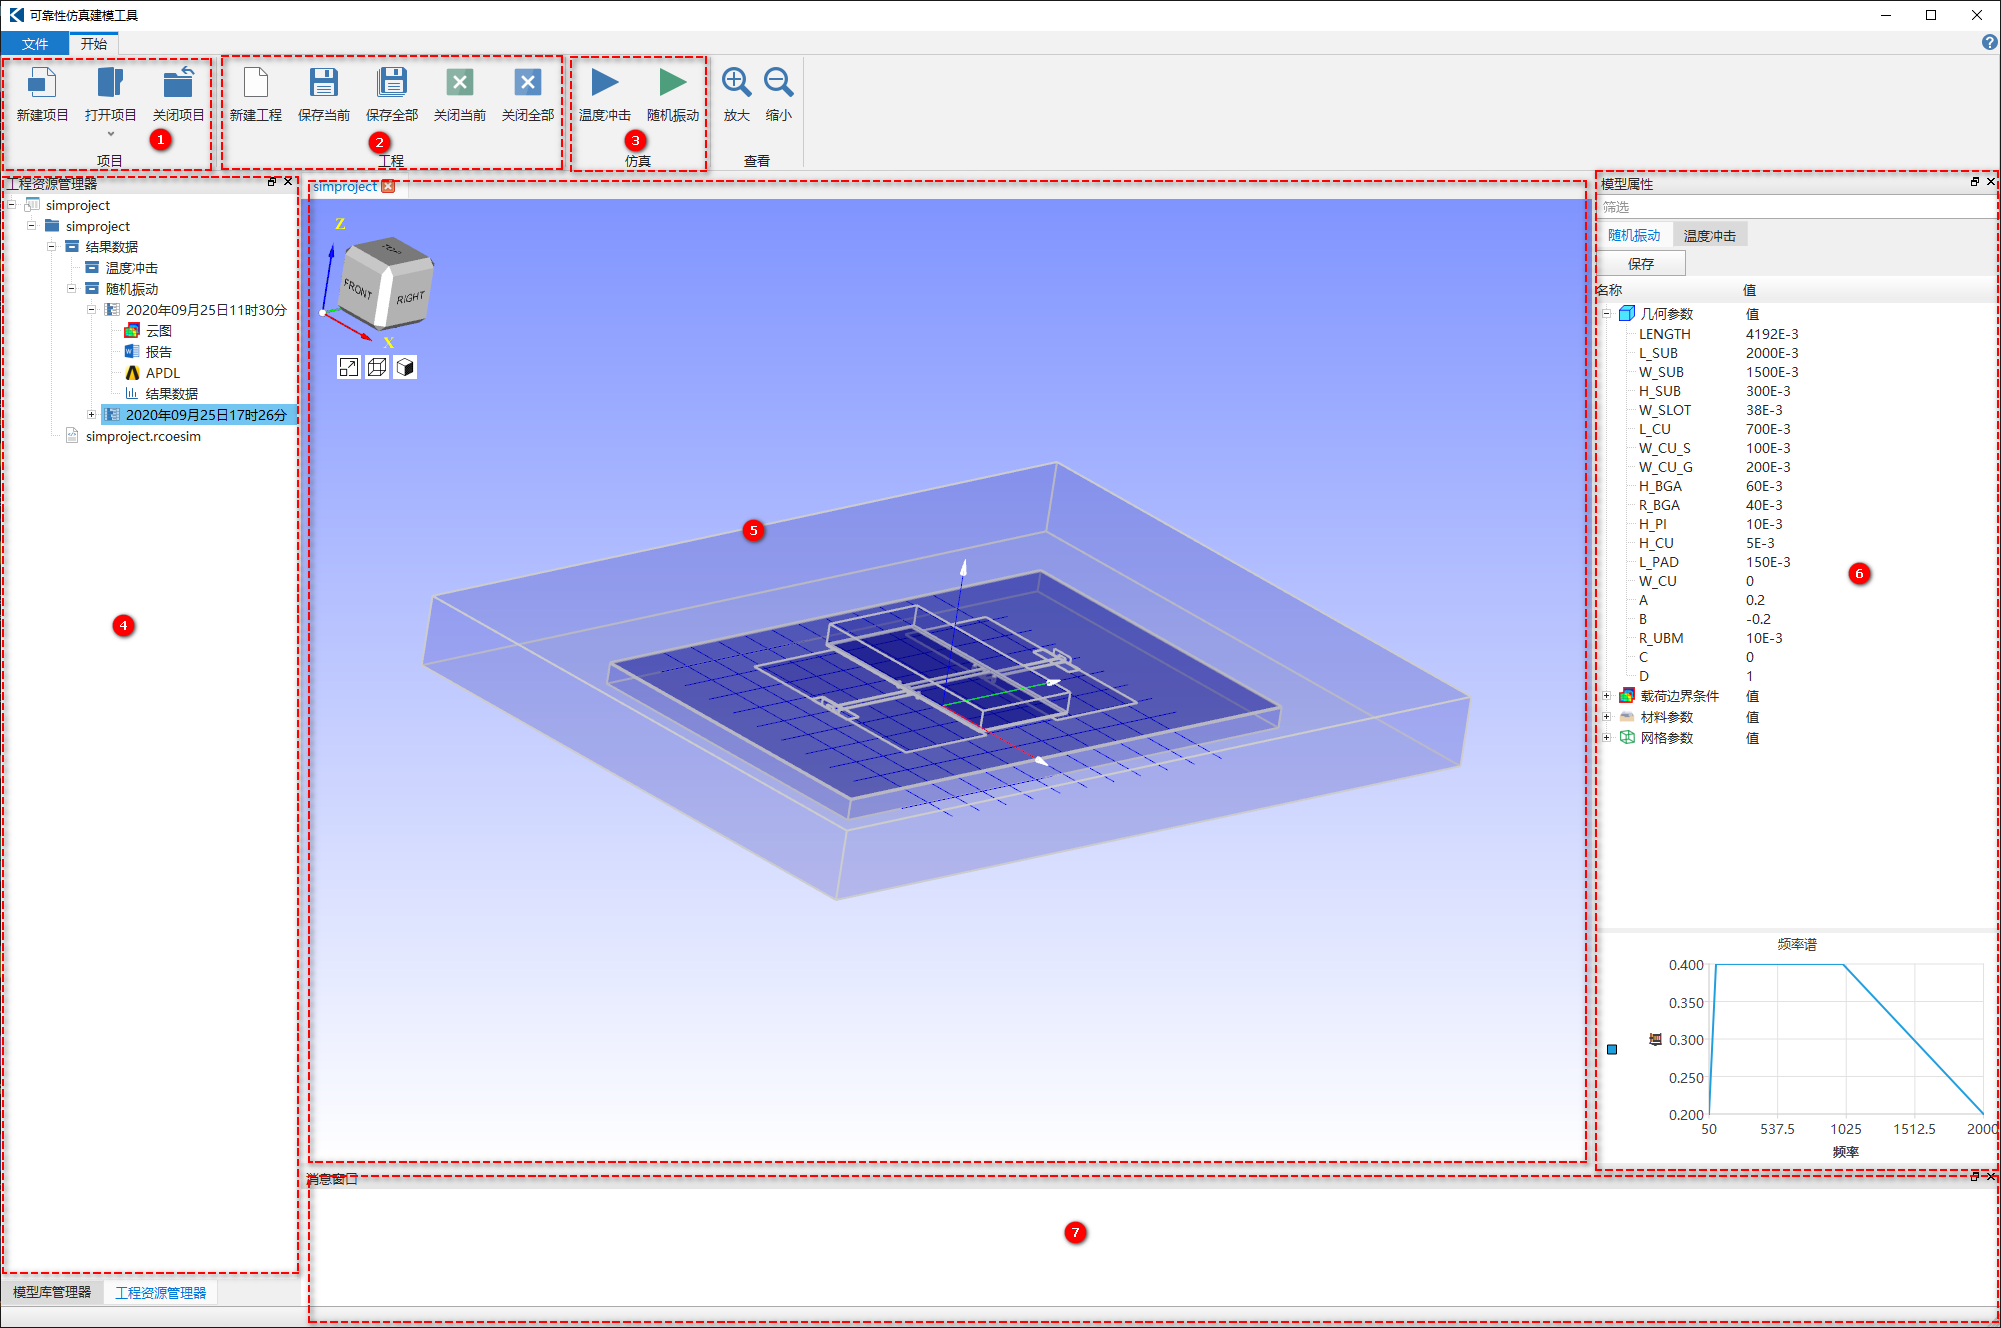 可靠性仿真建模工具
文件 开始
新建项目 打开项目 关闭项目 新建工程 保存当前 保存全部 关闭当前 关闭全部 温度冲击 随机振动 放大 缩小
1 2 3
项目 工程 仿真 查看
工程资源管理器
simproject
simproject
结果数据
温度冲击
随机振动
2020年09月25日11时30分
云图
报告
APDL
结果数据
2020年09月25日17时26分
simproject.rcoesim
4
模型库管理器 工程资源管理器
simproject
Z
TOP
FRONT RIGHT
X
5
模型属性
筛选
随机振动 温度冲击
保存
名称 值
几何参数 值
LENGTH 4192E-3
L_SUB 2000E-3
W_SUB 1500E-3
H_SUB 300E-3
W_SLOT 38E-3
L_CU 700E-3
W_CU_S 100E-3
W_CU_G 200E-3
H_BGA 60E-3
R_BGA 40E-3
H_PI 10E-3
H_CU 5E-3
L_PAD 150E-3
W_CU 0
A 0.2
B -0.2
R_UBM 10E-3
C 0
D 1
载荷边界条件 值
材料参数 值
网格参数 值
6
频率谱
0.400
0.350
值 0.300
0.250
0.200
50 537.5 1025 1512.5 2000
频率
消息窗口
7